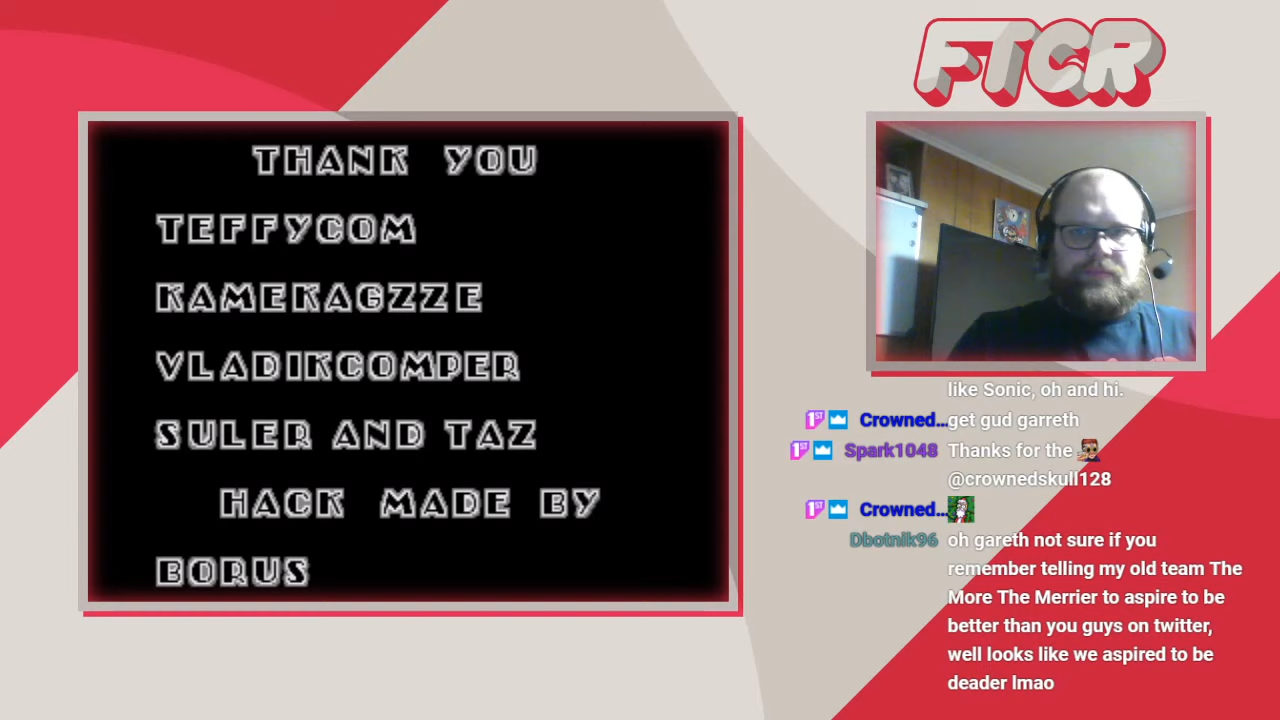 FTCR
THANK YOU
TEFFYCOM
KAMEKAGZZE
VLADIKCOMPER
SULER AND TAZ
HACK MADE BY
BORUS
like Sonic, oh and hi.
1ST Crowned... get gud garreth
1ST Spark1048 Thanks for the
@crownedskull128
1ST Crowned...
Dbotnik96 oh gareth not sure if you
remember telling my old team The
More The Merrier to aspire to be
better than you guys on twitter,
well looks like we aspired to be
deader lmao